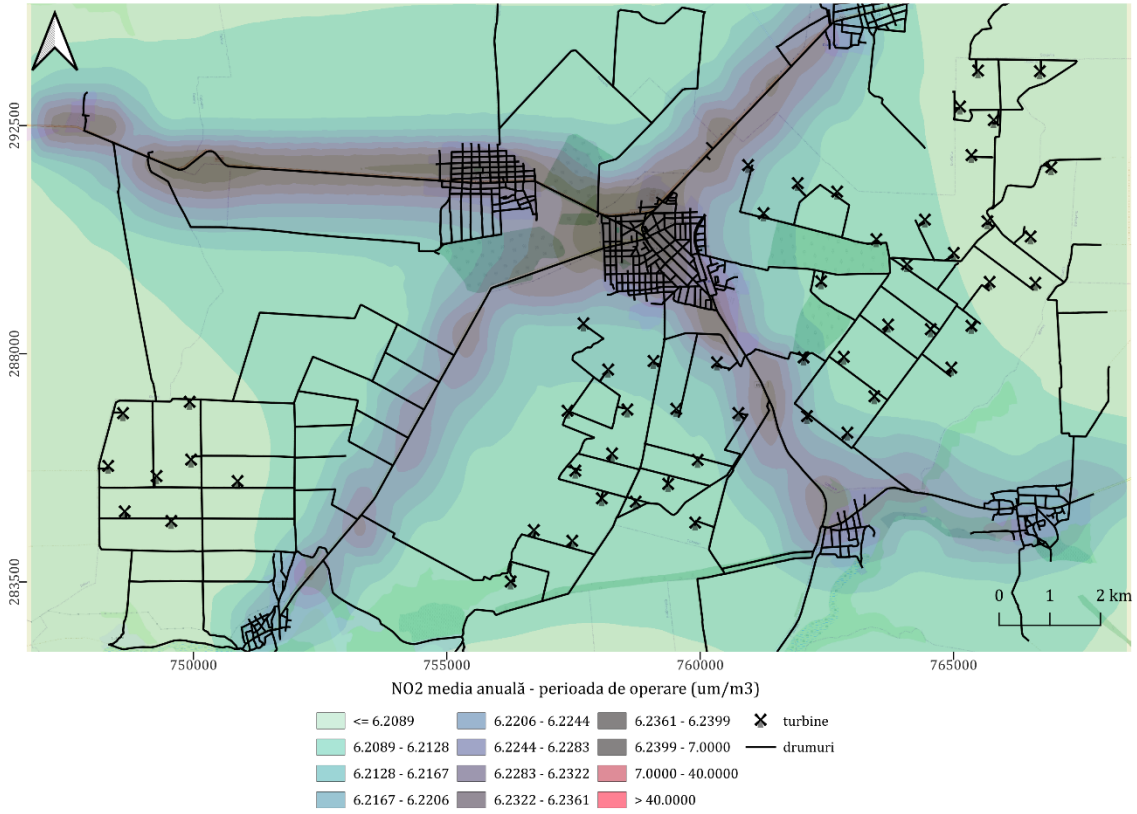 292500
288000
283500
0 1 2 km
750000 755000 760000 765000
NO2 media anuală - perioada de operare (um/m3)
<= 6.2089 6.2206 - 6.2244 6.2361 - 6.2399 turbine
6.2089 - 6.2128 6.2244 - 6.2283 6.2399 - 7.0000 drumuri
6.2128 - 6.2167 6.2283 - 6.2322 7.0000 - 40.0000
6.2167 - 6.2206 6.2322 - 6.2361 > 40.0000